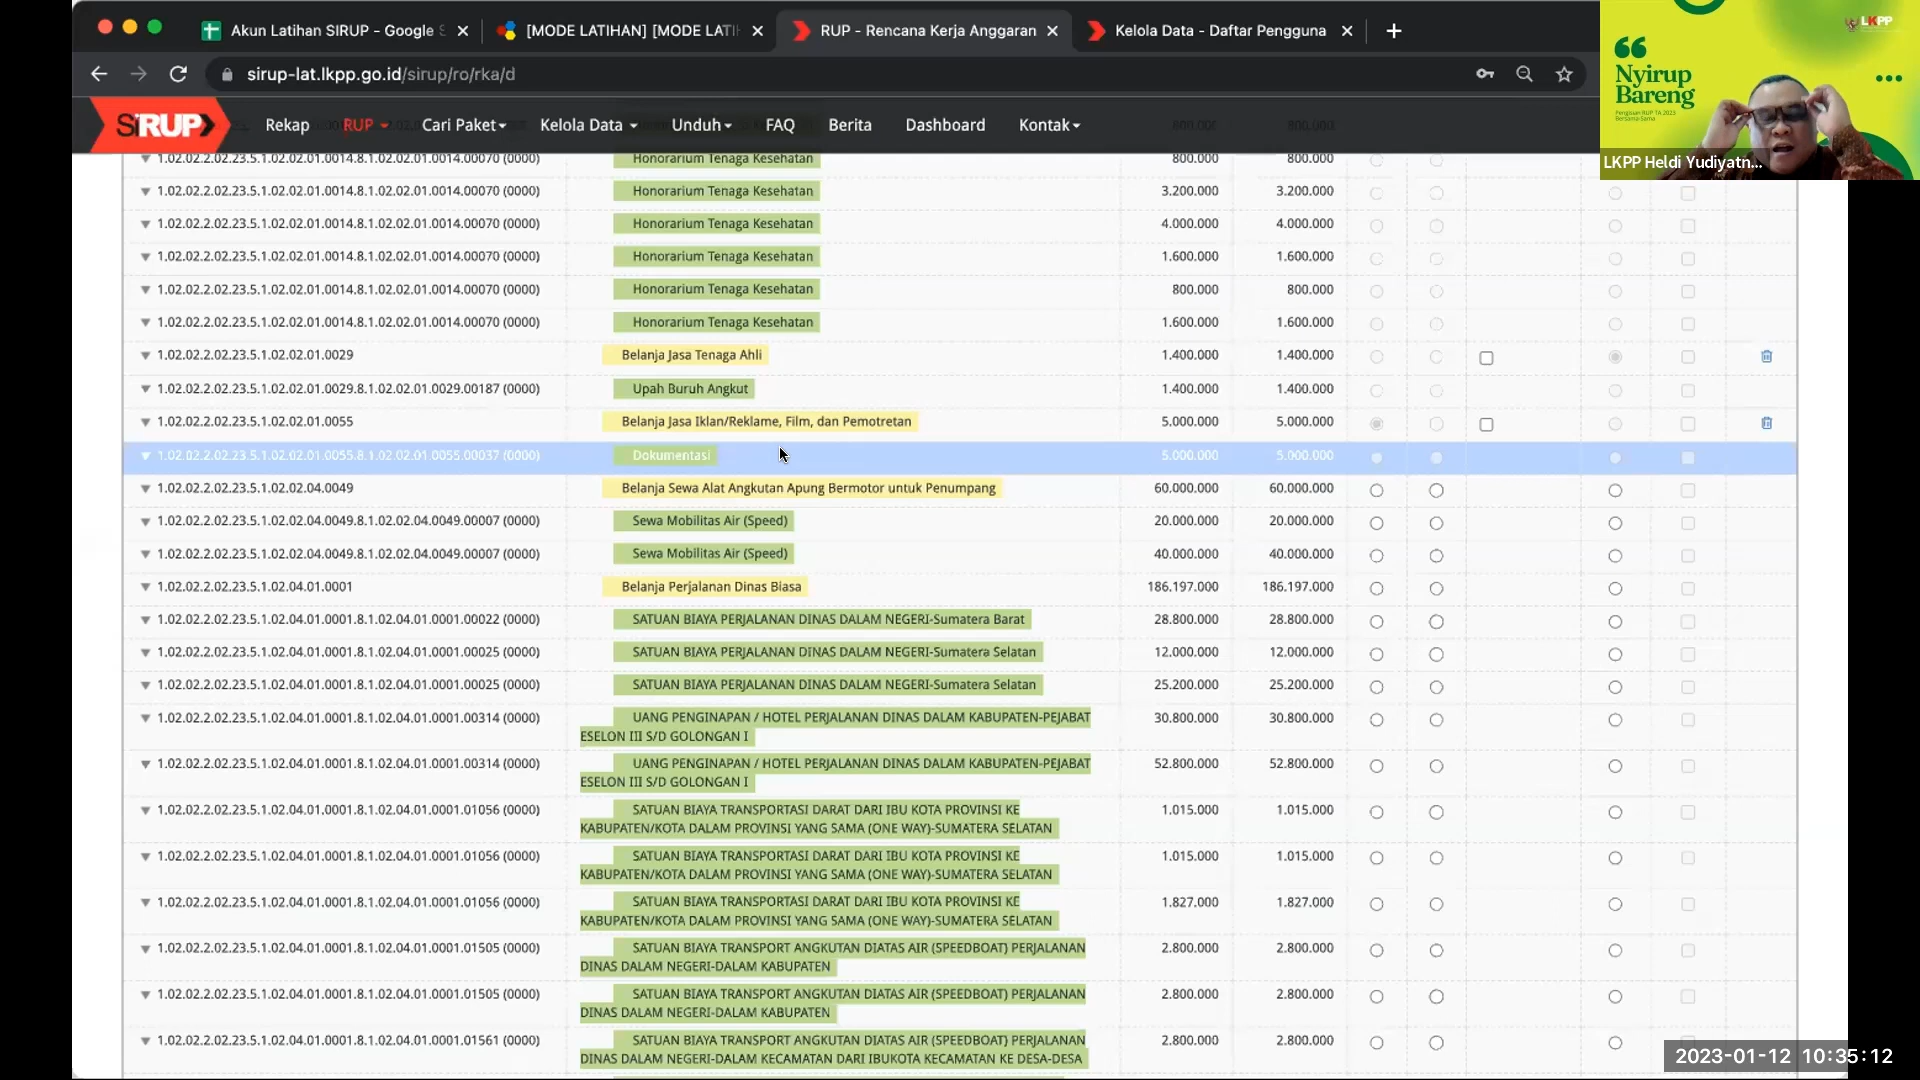 Akun Latihan SIRUP - Google S
[MODE LATIHAN] [MODE LATI
RUP - Rencana Kerja Anggaran
Kelola Data - Daftar Pengguna
sirup-lat.lkpp.go.id/sirup/ro/rka/d
SiRUP
Rekap RUP Cari Paket Kelola Data Unduh FAQ Berita Dashboard Kontak
LKPP
Nyirup
Bareng
Pengisian RUP TA 2023
Bersama-Sama
LKPP Heldi Yudiyatn...
800.000 800.000
1.02.02.2.02.23.5.1.02.02.01.0014.8.1.02.02.01.0014.00070 (0000) Honorarium Tenaga Kesehatan 800.000 800.000
1.02.02.2.02.23.5.1.02.02.01.0014.8.1.02.02.01.0014.00070 (0000) Honorarium Tenaga Kesehatan 3.200.000 3.200.000
1.02.02.2.02.23.5.1.02.02.01.0014.8.1.02.02.01.0014.00070 (0000) Honorarium Tenaga Kesehatan 4.000.000 4.000.000
1.02.02.2.02.23.5.1.02.02.01.0014.8.1.02.02.01.0014.00070 (0000) Honorarium Tenaga Kesehatan 1.600.000 1.600.000
1.02.02.2.02.23.5.1.02.02.01.0014.8.1.02.02.01.0014.00070 (0000) Honorarium Tenaga Kesehatan 800.000 800.000
1.02.02.2.02.23.5.1.02.02.01.0014.8.1.02.02.01.0014.00070 (0000) Honorarium Tenaga Kesehatan 1.600.000 1.600.000
1.02.02.2.02.23.5.1.02.02.01.0029 Belanja Jasa Tenaga Ahli 1.400.000 1.400.000
1.02.02.2.02.23.5.1.02.02.01.0029.8.1.02.02.01.0029.00187 (0000) Upah Buruh Angkut 1.400.000 1.400.000
1.02.02.2.02.23.5.1.02.02.01.0055 Belanja Jasa Iklan/Reklame, Film, dan Pemotretan 5.000.000 5.000.000
1.02.02.2.02.23.5.1.02.02.01.0055.8.1.02.02.01.0055.00037 (0000) Dokumentasi 5.000.000 5.000.000
1.02.02.2.02.23.5.1.02.02.04.0049 Belanja Sewa Alat Angkutan Apung Bermotor untuk Penumpang 60.000.000 60.000.000
1.02.02.2.02.23.5.1.02.02.04.0049.8.1.02.02.04.0049.00007 (0000) Sewa Mobilitas Air (Speed) 20.000.000 20.000.000
1.02.02.2.02.23.5.1.02.02.04.0049.8.1.02.02.04.0049.00007 (0000) Sewa Mobilitas Air (Speed) 40.000.000 40.000.000
1.02.02.2.02.23.5.1.02.04.01.0001 Belanja Perjalanan Dinas Biasa 186.197.000 186.197.000
1.02.02.2.02.23.5.1.02.04.01.0001.8.1.02.04.01.0001.00022 (0000) SATUAN BIAYA PERJALANAN DINAS DALAM NEGERI-Sumatera Barat 28.800.000 28.800.000
1.02.02.2.02.23.5.1.02.04.01.0001.8.1.02.04.01.0001.00025 (0000) SATUAN BIAYA PERJALANAN DINAS DALAM NEGERI-Sumatera Selatan 12.000.000 12.000.000
1.02.02.2.02.23.5.1.02.04.01.0001.8.1.02.04.01.0001.00025 (0000) SATUAN BIAYA PERJALANAN DINAS DALAM NEGERI-Sumatera Selatan 25.200.000 25.200.000
1.02.02.2.02.23.5.1.02.04.01.0001.8.1.02.04.01.0001.00314 (0000) UANG PENGINAPAN / HOTEL PERJALANAN DINAS DALAM KABUPATEN-PEJABAT 30.800.000 30.800.000
ESELON III S/D GOLONGAN I
1.02.02.2.02.23.5.1.02.04.01.0001.8.1.02.04.01.0001.00314 (0000) UANG PENGINAPAN / HOTEL PERJALANAN DINAS DALAM KABUPATEN-PEJABAT 52.800.000 52.800.000
ESELON III S/D GOLONGAN I
1.02.02.2.02.23.5.1.02.04.01.0001.8.1.02.04.01.0001.01056 (0000) SATUAN BIAYA TRANSPORTASI DARAT DARI IBU KOTA PROVINSI KE 1.015.000 1.015.000
KABUPATEN/KOTA DALAM PROVINSI YANG SAMA (ONE WAY)-SUMATERA SELATAN
1.02.02.2.02.23.5.1.02.04.01.0001.8.1.02.04.01.0001.01056 (0000) SATUAN BIAYA TRANSPORTASI DARAT DARI IBU KOTA PROVINSI KE 1.015.000 1.015.000
KABUPATEN/KOTA DALAM PROVINSI YANG SAMA (ONE WAY)-SUMATERA SELATAN
1.02.02.2.02.23.5.1.02.04.01.0001.8.1.02.04.01.0001.01056 (0000) SATUAN BIAYA TRANSPORTASI DARAT DARI IBU KOTA PROVINSI KE 1.827.000 1.827.000
KABUPATEN/KOTA DALAM PROVINSI YANG SAMA (ONE WAY)-SUMATERA SELATAN
1.02.02.2.02.23.5.1.02.04.01.0001.8.1.02.04.01.0001.01505 (0000) SATUAN BIAYA TRANSPORT ANGKUTAN DIATAS AIR (SPEEDBOAT) PERJALANAN 2.800.000 2.800.000
DINAS DALAM NEGERI-DALAM KABUPATEN
1.02.02.2.02.23.5.1.02.04.01.0001.8.1.02.04.01.0001.01505 (0000) SATUAN BIAYA TRANSPORT ANGKUTAN DIATAS AIR (SPEEDBOAT) PERJALANAN 2.800.000 2.800.000
DINAS DALAM NEGERI-DALAM KABUPATEN
1.02.02.2.02.23.5.1.02.04.01.0001.8.1.02.04.01.0001.01561 (0000) SATUAN BIAYA TRANSPORT ANGKUTAN DIATAS AIR (SPEEDBOAT) PERJALANAN 2.800.000 2.800.000
DINAS DALAM NEGERI-DALAM KECAMATAN DARI IBUKOTA KECAMATAN KE DESA-DESA
2023-01-12 10:35:12